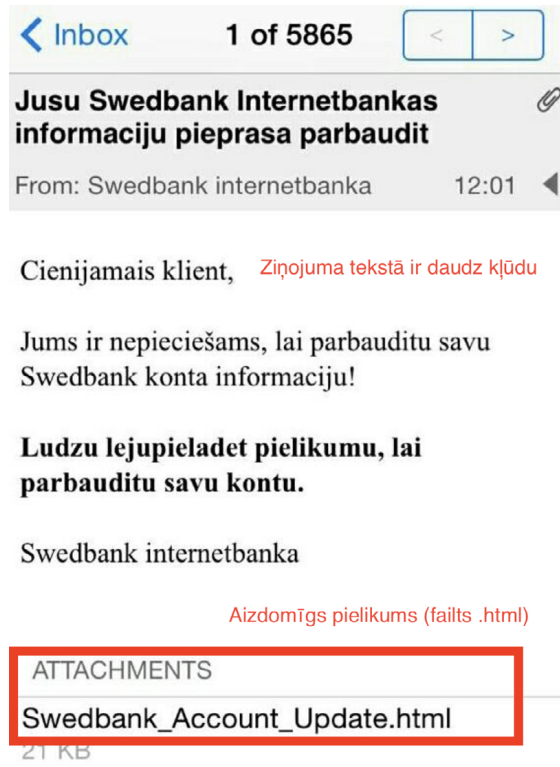 Inbox 1 of 5865 < >
Jusu Swedbank Internetbankas
informaciju pieprasa parbaudit
From: Swedbank internetbanka 12:01
Cienijamais klient, Ziņojuma tekstā ir daudz kļūdu
Jums ir nepieciešams, lai parbauditu savu
Swedbank konta informaciju!
Ludzu lejupieladet pielikumu, lai
parbauditu savu kontu.
Swedbank internetbanka
Aizdomīgs pielikums (failts .html)
ATTACHMENTS
Swedbank_Account_Update.html
21 KB